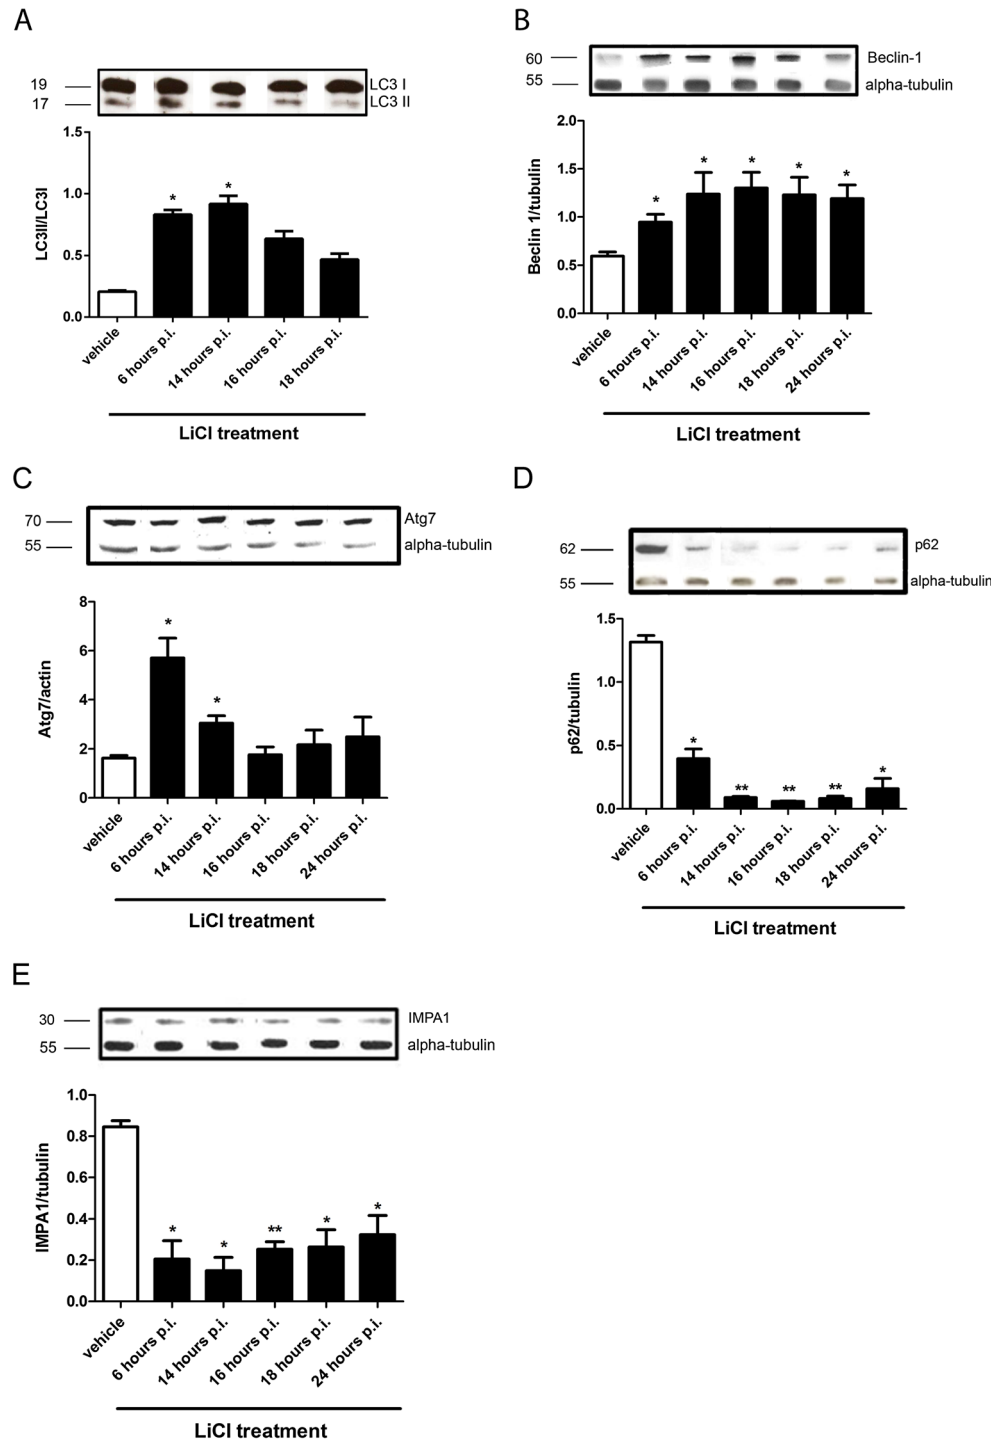 A
19
17
LC3 I
LC3 II
1.5
1.0
0.5
0.0
LC3II/LC3I
*
*
vehicle
6 hours p.i.
14 hours p.i.
16 hours p.i.
18 hours p.i.
LiCl treatment
B
60
55
Beclin-1
alpha-tubulin
2.0
1.5
1.0
0.5
0.0
Beclin 1/tubulin
*
*
*
*
*
vehicle
6 hours p.i.
14 hours p.i.
16 hours p.i.
18 hours p.i.
24 hours p.i.
LiCl treatment
C
70
55
Atg7
alpha-tubulin
8
6
4
2
0
Atg7/actin
*
*
vehicle
6 hours p.i.
14 hours p.i.
16 hours p.i.
18 hours p.i.
24 hours p.i.
LiCl treatment
D
62
55
p62
alpha-tubulin
1.5
1.0
0.5
0.0
p62/tubulin
*
**
**
**
*
vehicle
6 hours p.i.
14 hours p.i.
16 hours p.i.
18 hours p.i.
24 hours p.i.
LiCl treatment
E
30
55
IMPA1
alpha-tubulin
1.0
0.8
0.6
0.4
0.2
0.0
IMPA1/tubulin
*
*
**
*
*
vehicle
6 hours p.i.
14 hours p.i.
16 hours p.i.
18 hours p.i.
24 hours p.i.
LiCl treatment